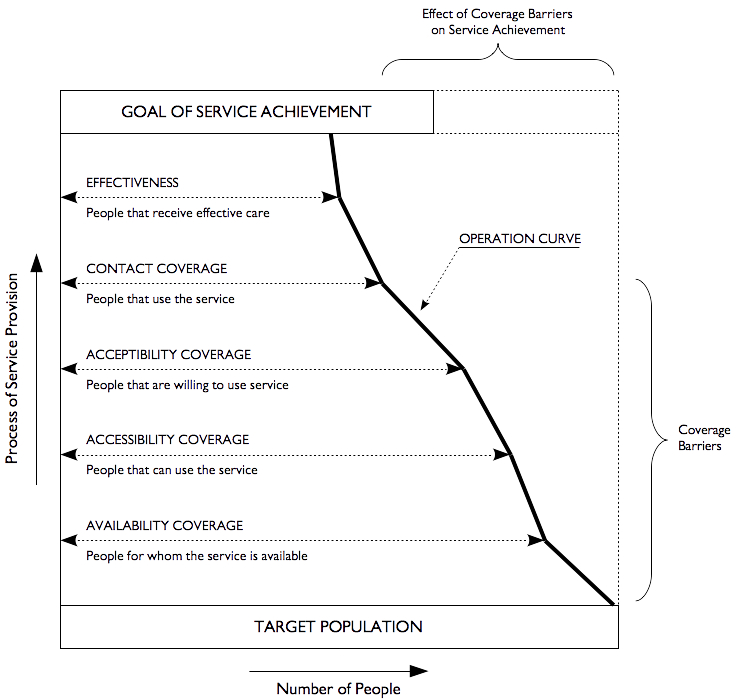 Effect of Coverage Barriers
on Service Achievement
GOAL OF SERVICE ACHIEVEMENT
EFFECTIVENESS
People that receive effective care
OPERATION CURVE
CONTACT COVERAGE
People that use the service
ACCEPTIBILITY COVERAGE
People that are willing to use service
ACCESSIBILITY COVERAGE
People that can use the service
AVAILABILITY COVERAGE
People for whom the service is available
Coverage
Barriers
Process of Service Provision
TARGET POPULATION
Number of People